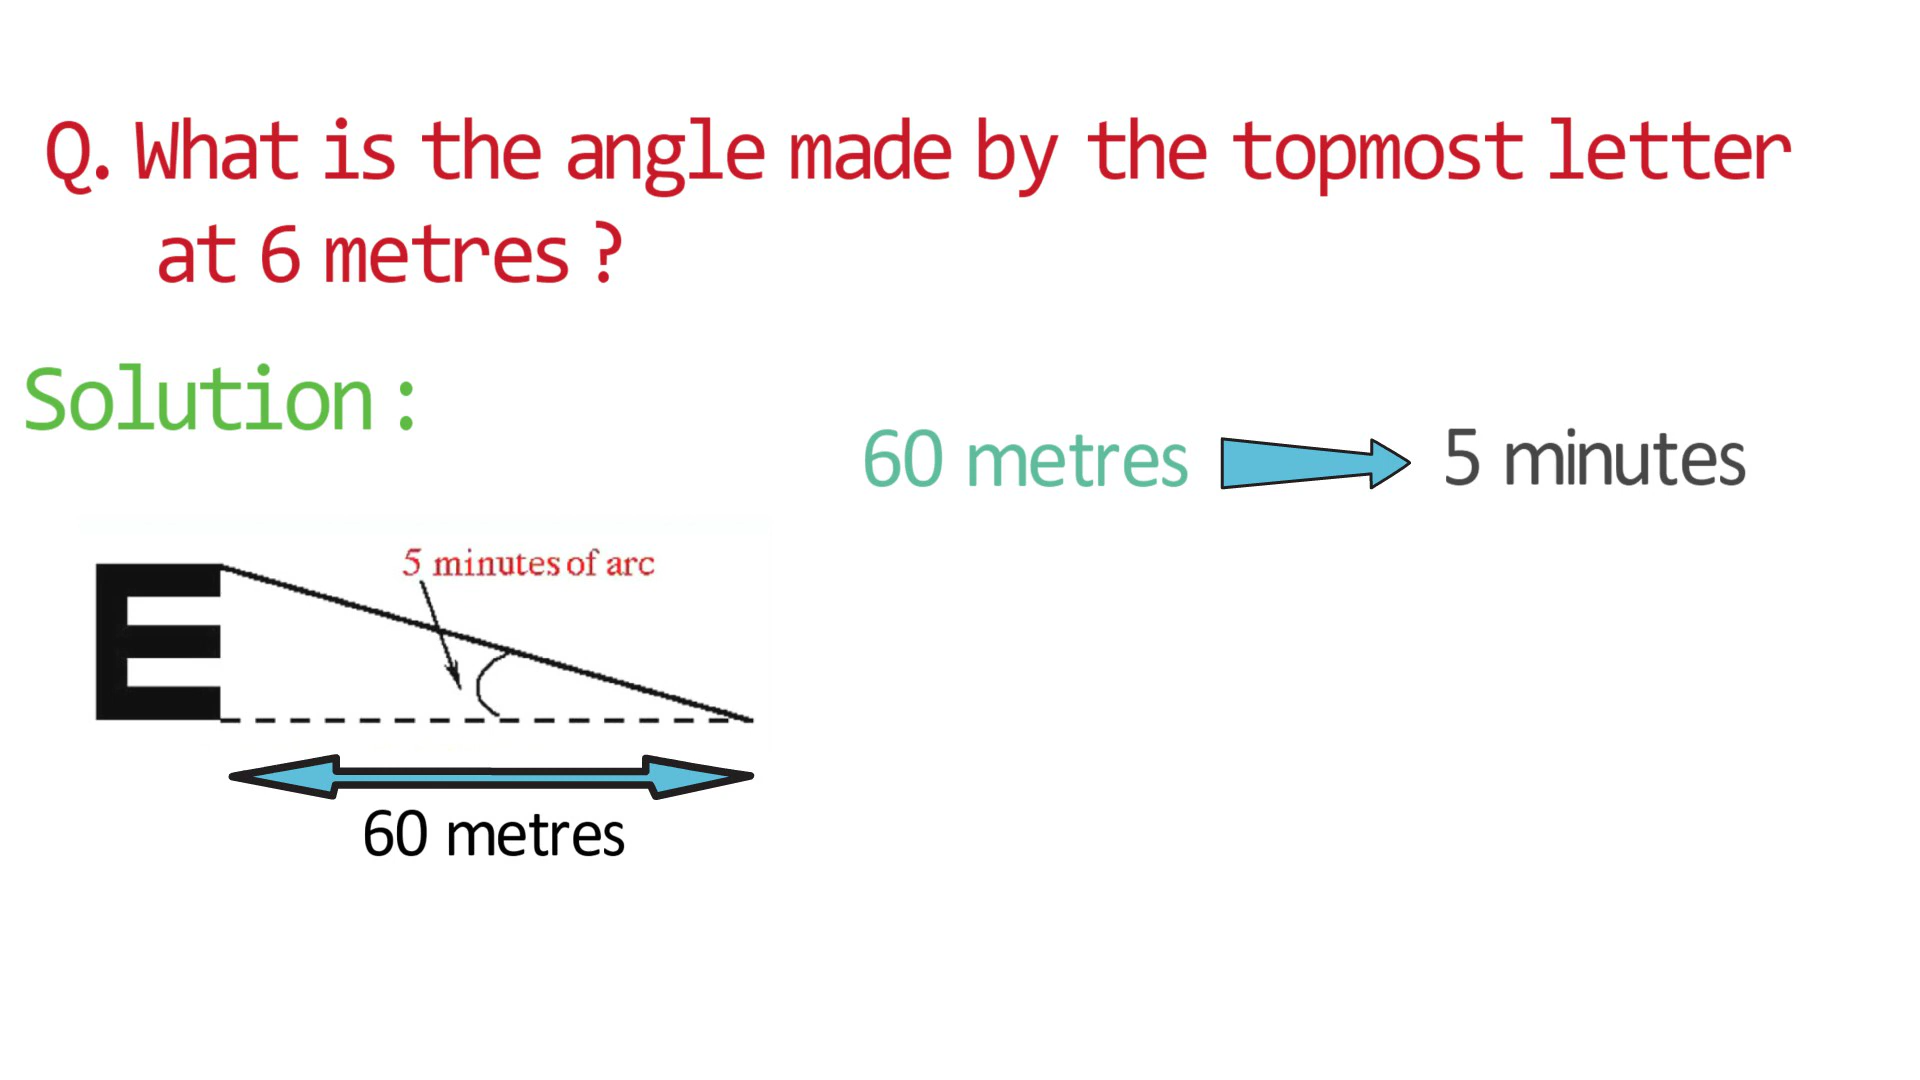 Q. What is the angle made by the topmost letter
at 6 metres ?
Solution :
60 metres
5 minutes
5 minutes of arc
E
60 metres